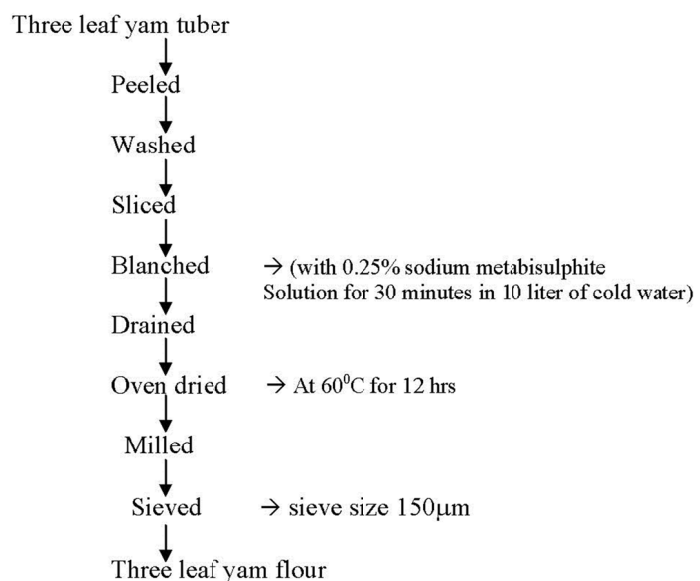 Three leaf yam tuber
Peeled
Washed
Sliced
Blanched → (with 0.25% sodium metabisulphite
Solution for 30 minutes in 10 liter of cold water)
Drained
Oven dried → At 60⁰C for 12 hrs
Milled
Sieved → sieve size 150µm
Three leaf yam flour